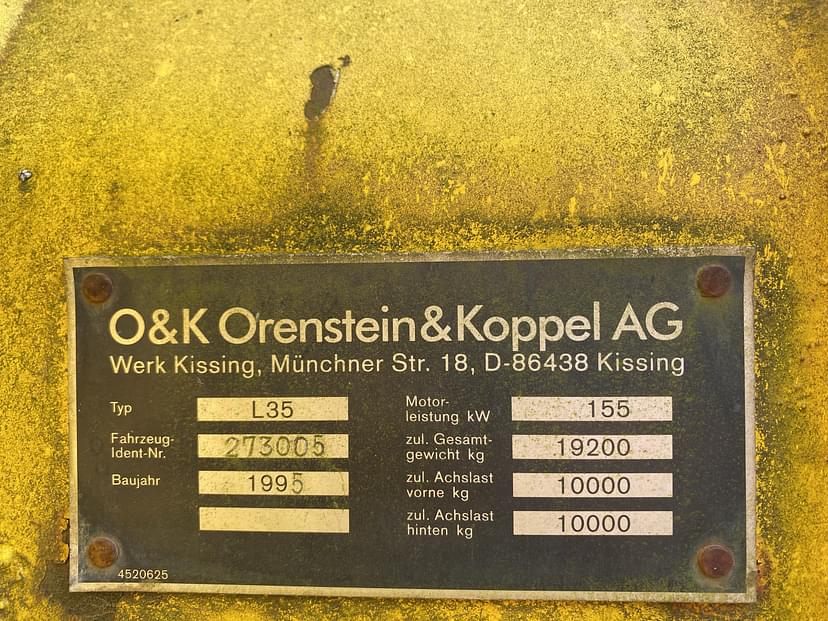 O&K Orenstein&Koppel AG
Werk Kissing, Münchner Str. 18, D-86438 Kissing
Typ L35
Fahrzeug-
Ident-Nr. 273005
Baujahr 1995
Motor-
leistung kW 155
zul. Gesamt-
gewicht kg 19200
zul. Achslast
vorne kg 10000
zul. Achslast
hinten kg 10000
4520625